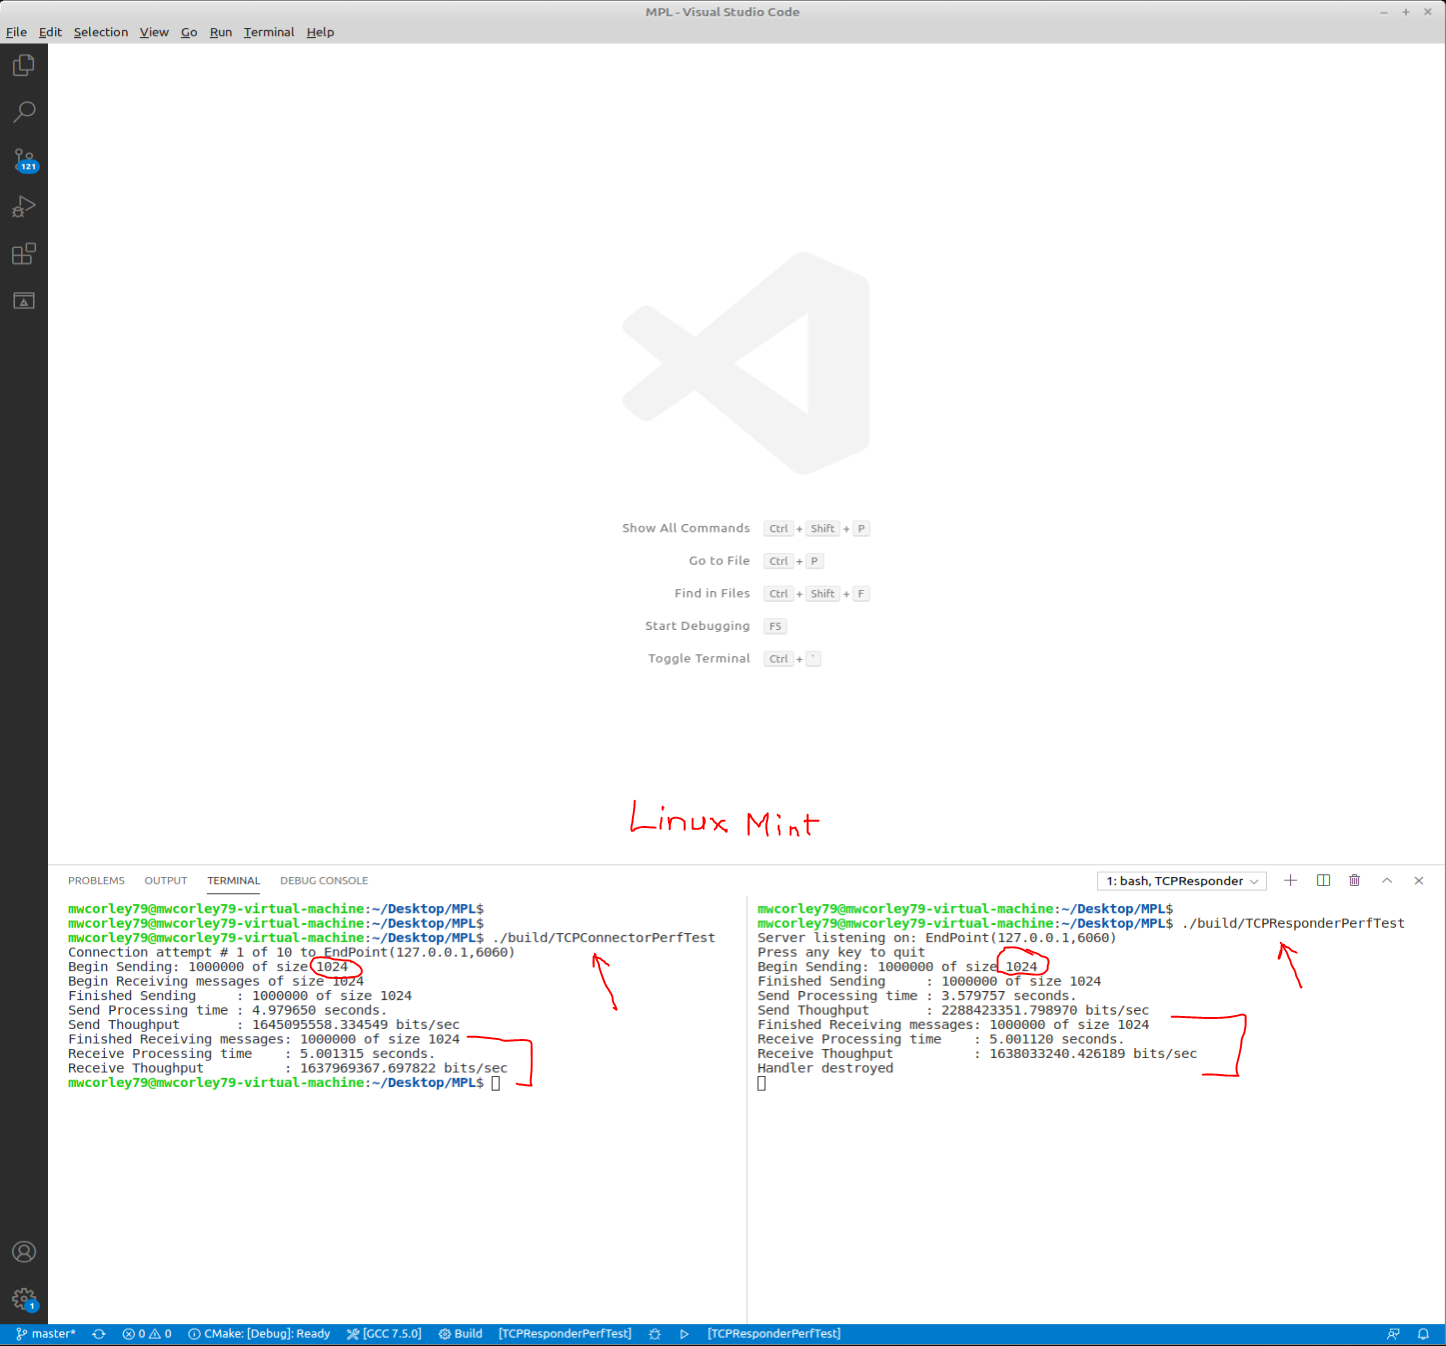 MPL - Visual Studio Code
File Edit Selection View Go Run Terminal Help
121
Show All Commands Ctrl + Shift + P
Go to File Ctrl + P
Find in Files Ctrl + Shift + F
Start Debugging F5
Toggle Terminal Ctrl + `
Linux Mint
PROBLEMS OUTPUT TERMINAL DEBUG CONSOLE 1: bash, TCPResponder
mwcorley79@mwcorley79-virtual-machine:~/Desktop/MPL$
mwcorley79@mwcorley79-virtual-machine:~/Desktop/MPL$
mwcorley79@mwcorley79-virtual-machine:~/Desktop/MPL$ ./build/TCPConnectorPerfTest
Connection attempt # 1 of 10 to EndPoint(127.0.0.1,6060)
Begin Sending: 1000000 of size 1024
Begin Receiving messages of size 1024
Finished Sending : 1000000 of size 1024
Send Processing time : 4.979650 seconds.
Send Thoughput : 1645095558.334549 bits/sec
Finished Receiving messages: 1000000 of size 1024
Receive Processing time : 5.001315 seconds.
Receive Thoughput : 1637969367.697822 bits/sec
mwcorley79@mwcorley79-virtual-machine:~/Desktop/MPL$
mwcorley79@mwcorley79-virtual-machine:~/Desktop/MPL$
mwcorley79@mwcorley79-virtual-machine:~/Desktop/MPL$ ./build/TCPResponderPerfTest
Server listening on: EndPoint(127.0.0.1,6060)
Press any key to quit
Begin Sending: 1000000 of size 1024
Finished Sending : 1000000 of size 1024
Send Processing time : 3.579757 seconds.
Send Thoughput : 2288423351.798970 bits/sec
Finished Receiving messages: 1000000 of size 1024
Receive Processing time : 5.001120 seconds.
Receive Thoughput : 1638033240.426189 bits/sec
Handler destroyed
1
master* 0 0 CMake: [Debug]: Ready [GCC 7.5.0] Build [TCPResponderPerfTest] [TCPResponderPerfTest]